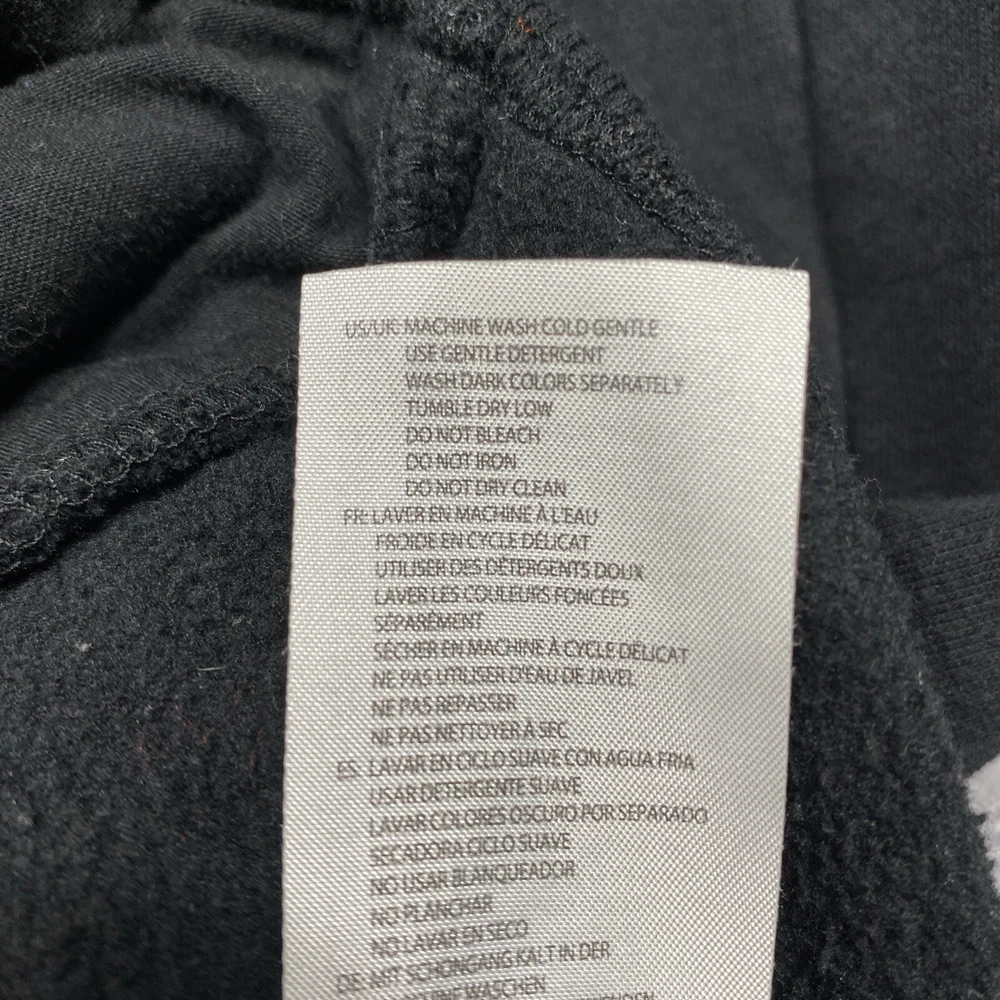 US/UK: MACHINE WASH COLD GENTLE
USE GENTLE DETERGENT
WASH DARK COLORS SEPARATELY
TUMBLE DRY LOW
DO NOT BLEACH
DO NOT IRON
DO NOT DRY CLEAN
FR: LAVER EN MACHINE À L'EAU
FROIDE EN CYCLE DÉLICAT
UTILISER DES DÉTERGENTS DOUX
LAVER LES COULEURS FONCÉES
SÉPARÉMENT
SÉCHER EN MACHINE À CYCLE DÉLICAT
NE PAS UTILISER D'EAU DE JAVEL
NE PAS REPASSER
NE PAS NETTOYER À SEC
ES: LAVAR EN CICLO SUAVE CON AGUA FRIA
USAR DETERGENTE SUAVE
LAVAR COLORES OSCURO POR SEPARADO
SECADORA CICLO SUAVE
NO USAR BLANQUEADOR
NO PLANCHAR
NO LAVAR EN SECO
DE: MIT SCHONGANG KALT IN DER
WASCHEN